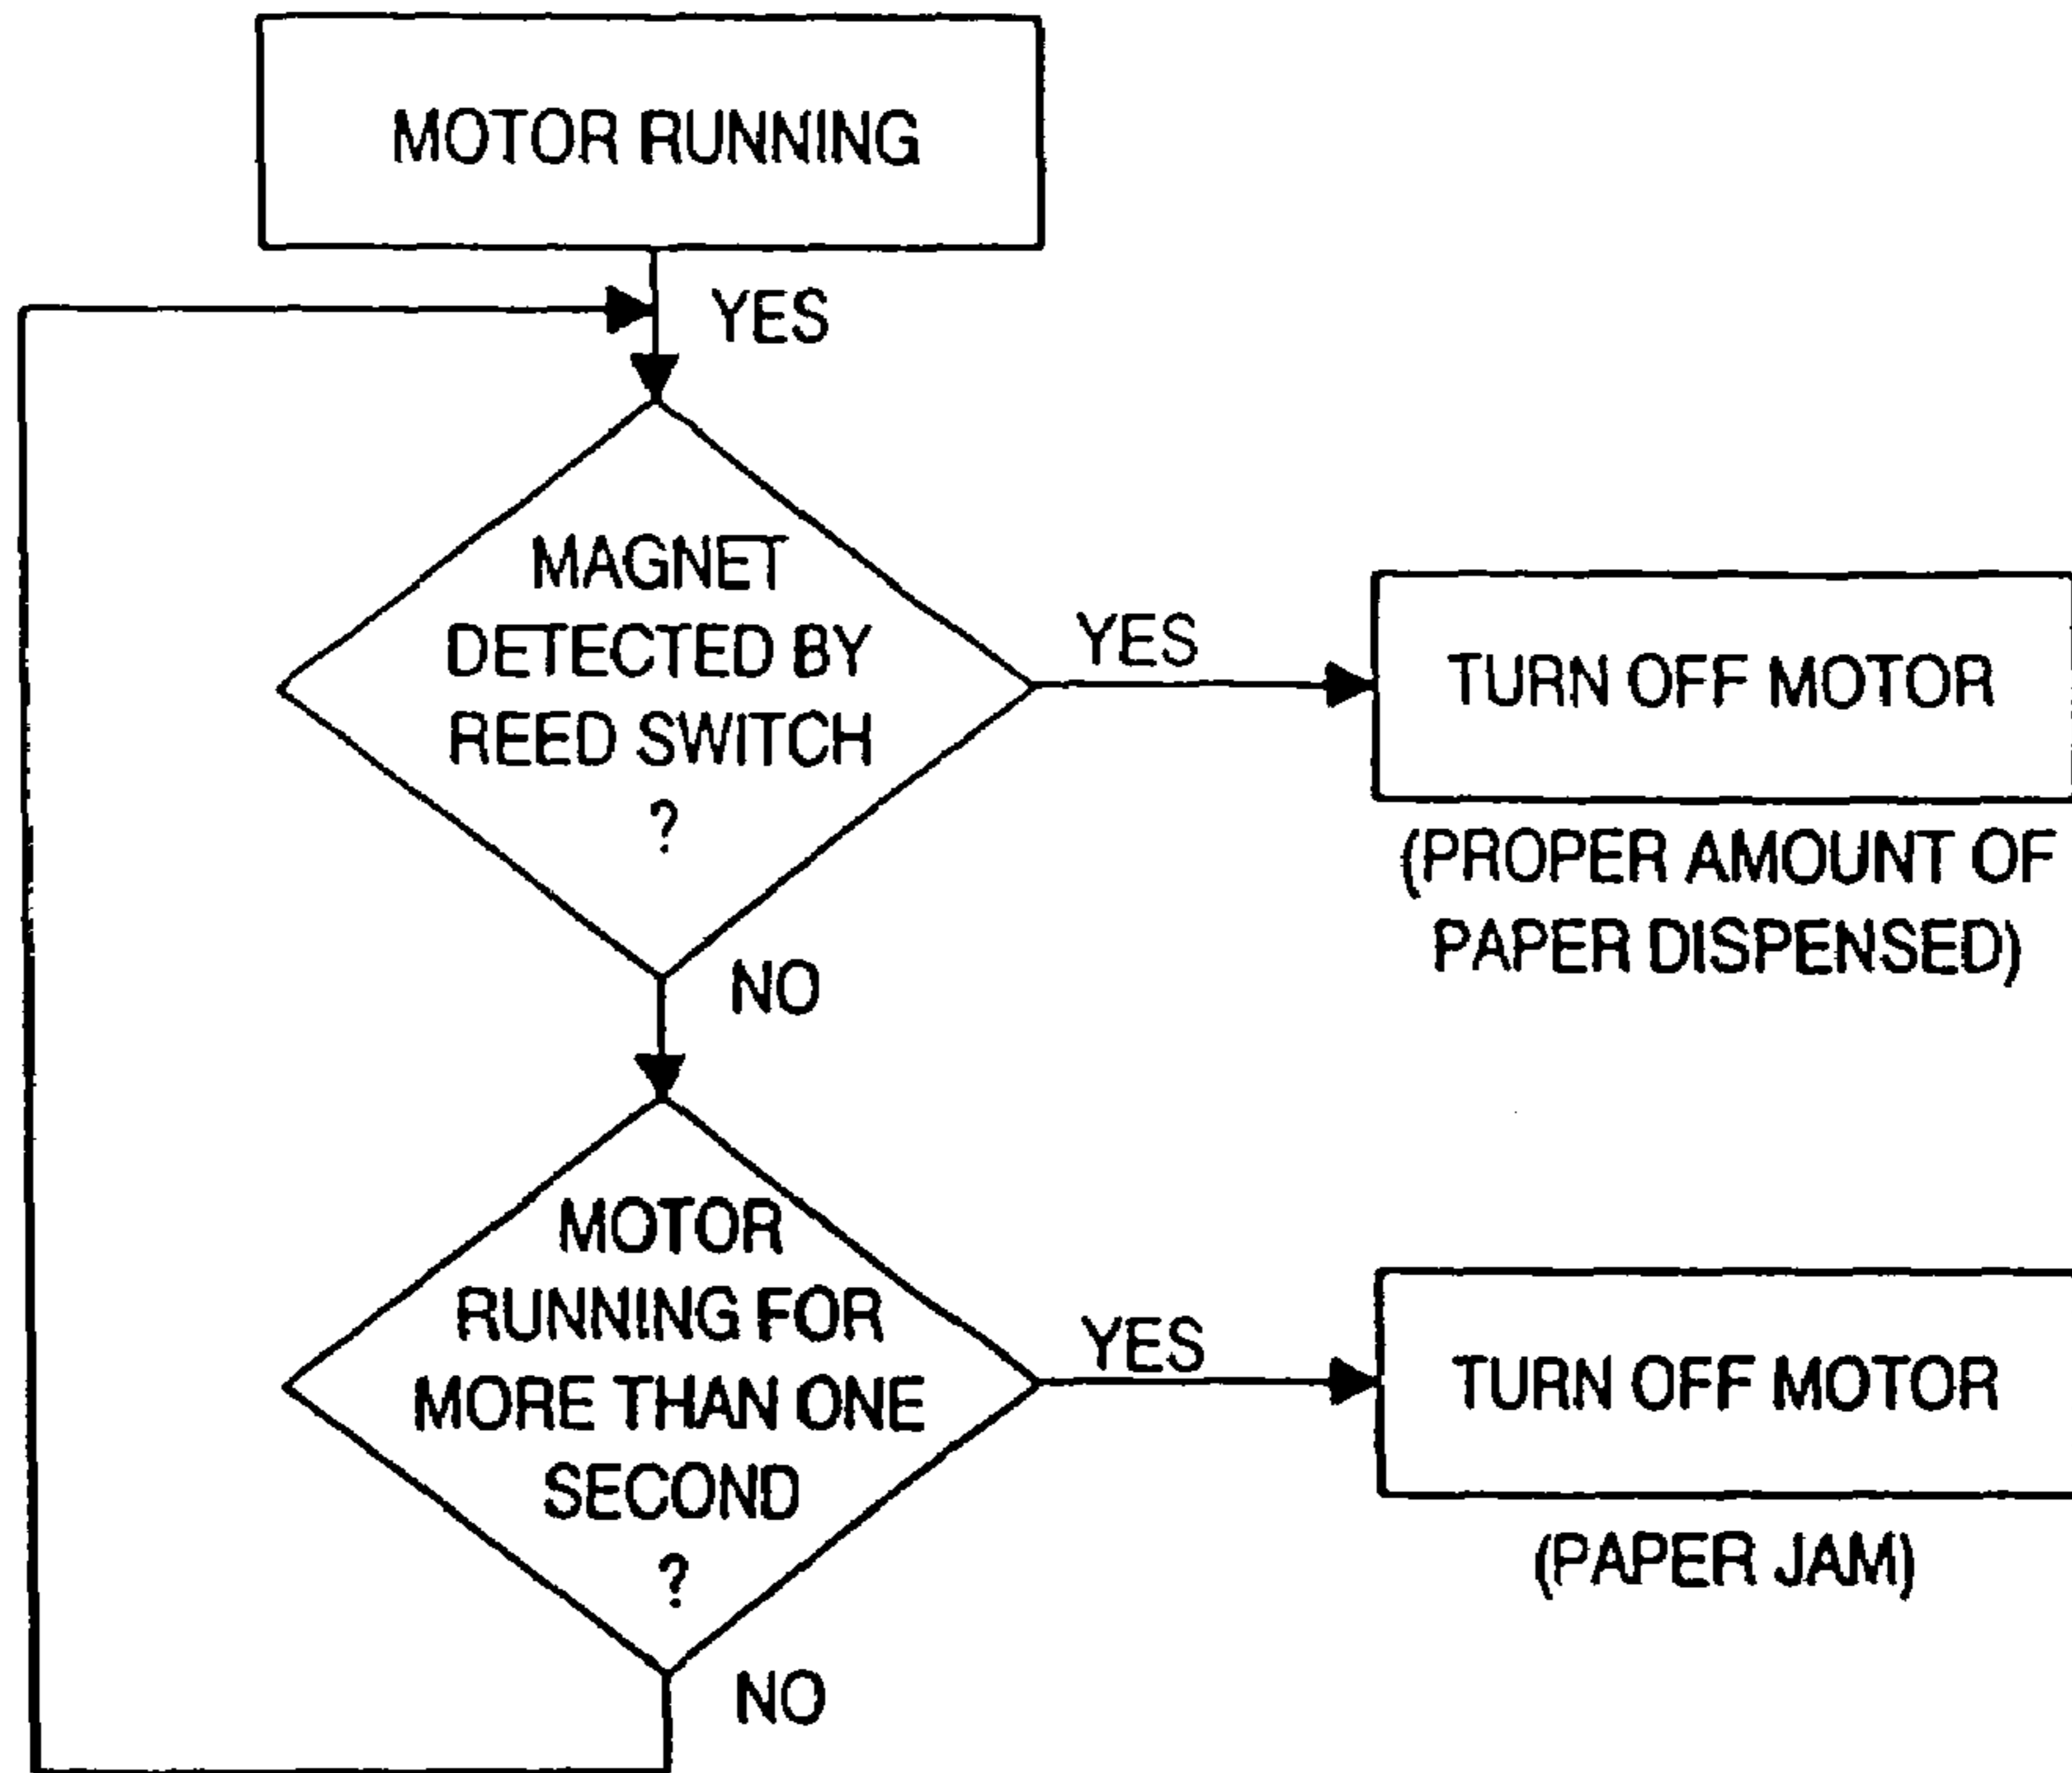 MOTOR RUNNING
YES
MAGNET
DETECTED BY
REED SWITCH
?
YES
TURN OFF MOTOR
(PROPER AMOUNT OF
PAPER DISPENSED)
NO
MOTOR
RUNNING FOR
MORE THAN ONE
SECOND
?
YES
TURN OFF MOTOR
(PAPER JAM)
NO